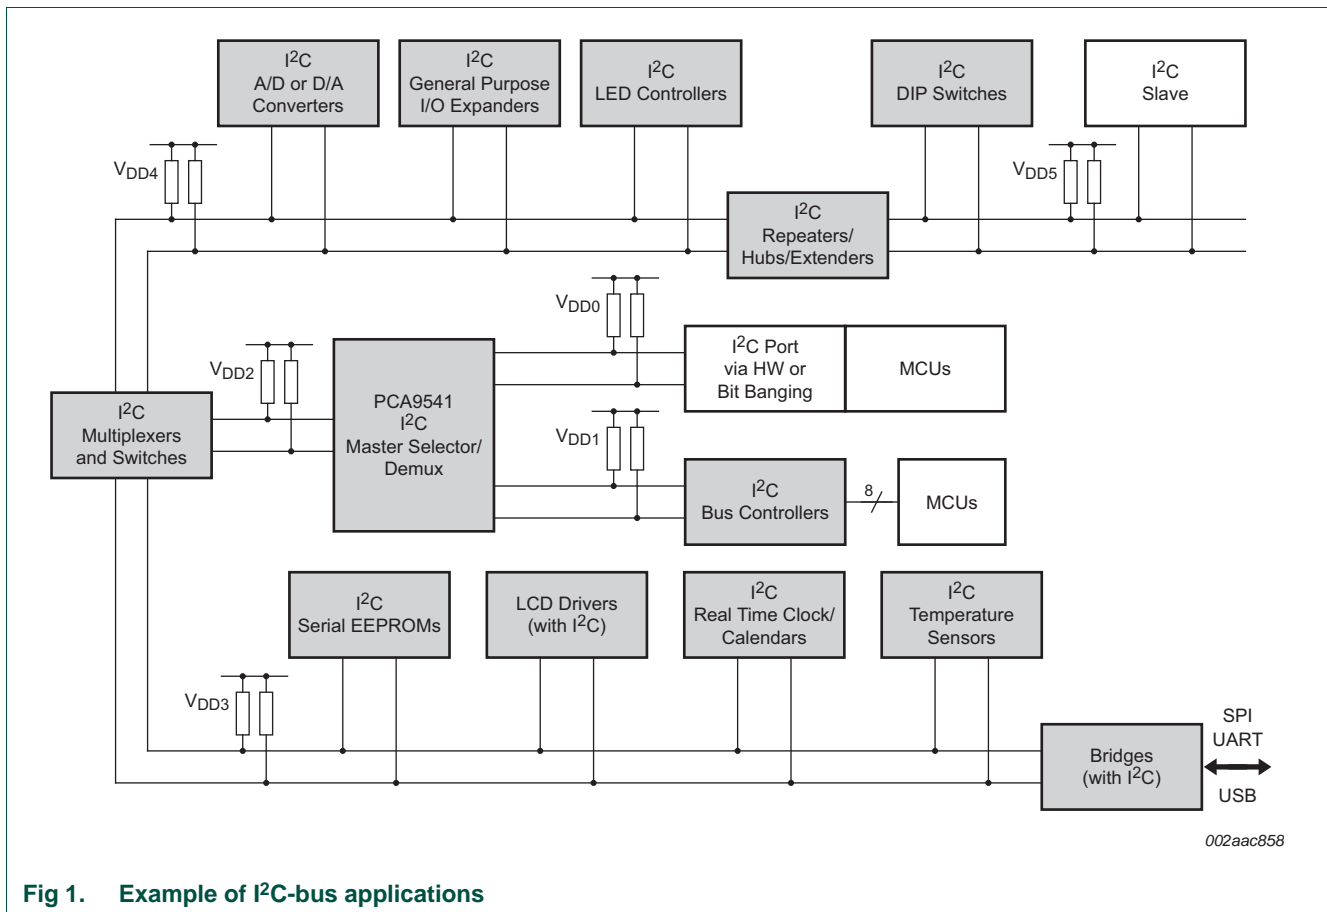 I²C
A/D or D/A
Converters
I²C
General Purpose
I/O Expanders
I²C
LED Controllers
I²C
DIP Switches
I²C
Slave
VDD4
VDD5
I²C
Repeaters/
Hubs/Extenders
VDD0
VDD2
I²C Port
via HW or
Bit Banging
MCUs
PCA9541
I²C
Master Selector/
Demux
I²C
Multiplexers
and Switches
VDD1
I²C
Bus Controllers
8
MCUs
I²C
Serial EEPROMs
LCD Drivers
(with I²C)
I²C
Real Time Clock/
Calendars
I²C
Temperature
Sensors
VDD3
Bridges
(with I²C)
SPI
UART
USB
002aac858
Fig 1. Example of I²C-bus applications